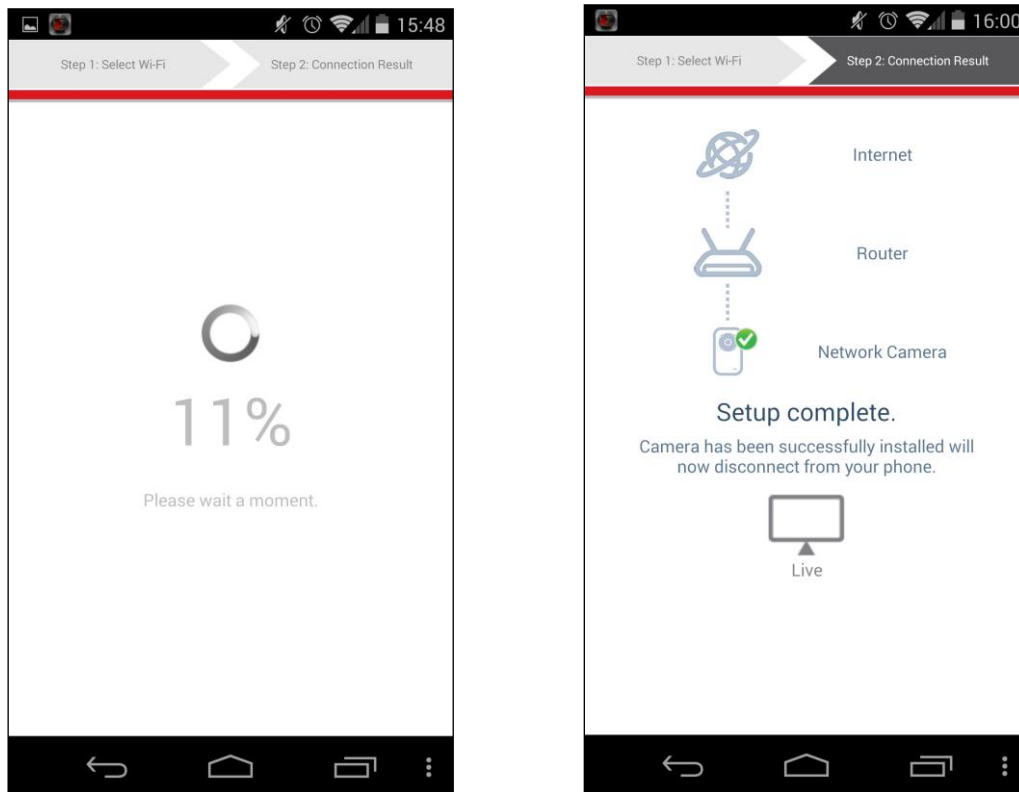 15:48
Step 1: Select Wi-Fi
Step 2: Connection Result
11%
Please wait a moment.
16:00
Step 1: Select Wi-Fi
Step 2: Connection Result
Internet
Router
Network Camera
Setup complete.
Camera has been successfully installed will
now disconnect from your phone.
Live